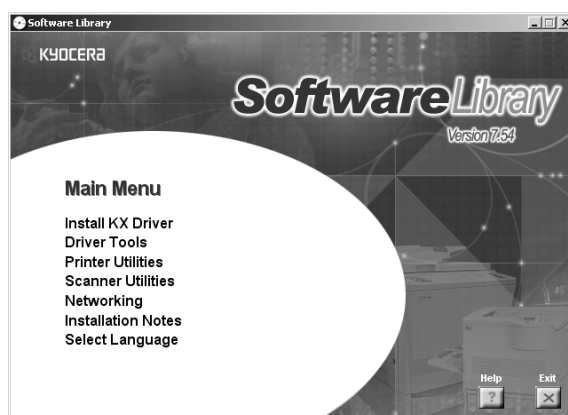 Software Library
KYOCERA
Software Library
Version 7.54
Main Menu
Install KX Driver
Driver Tools
Printer Utilities
Scanner Utilities
Networking
Installation Notes
Select Language
Help Exit
?